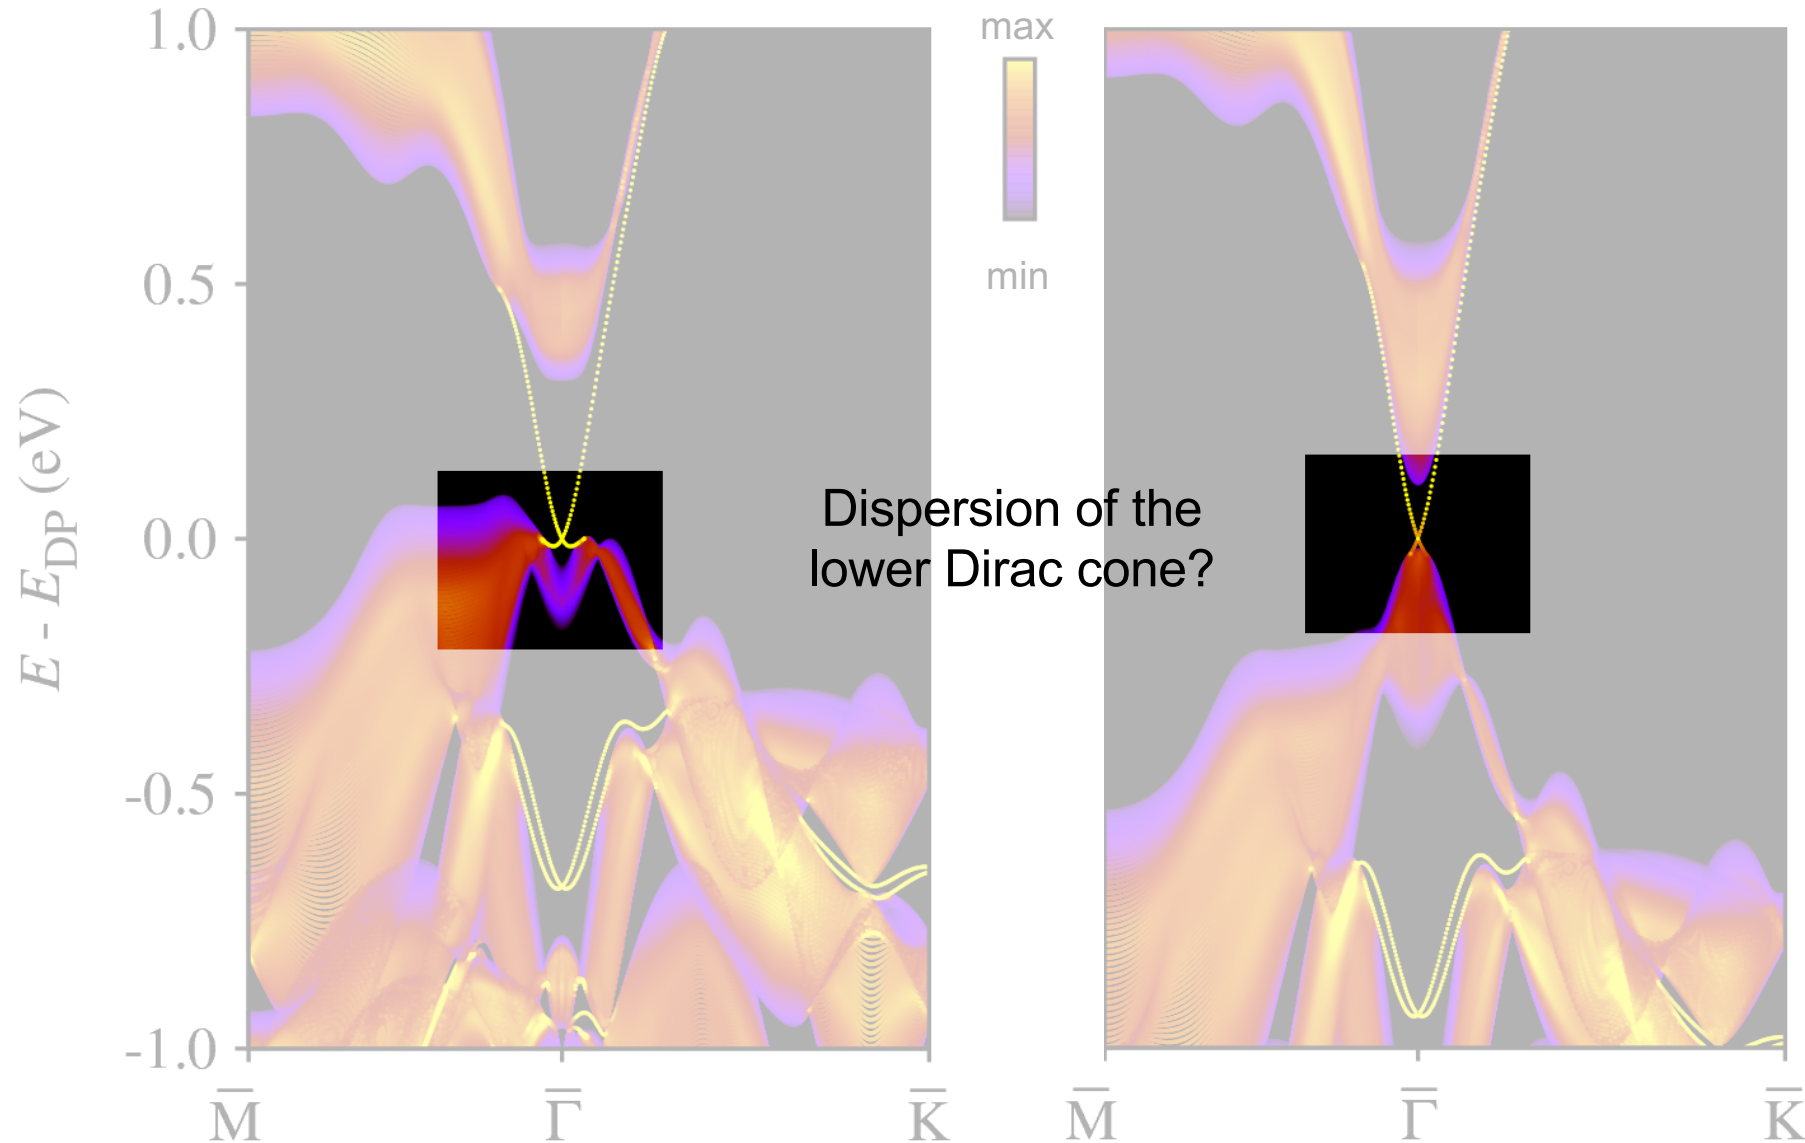 1.0
0.5
0.0
-0.5
-1.0
E - E_DP (eV)
max
min
Dispersion of the
lower Dirac cone?
M̅ Γ̅ K̅
M̅ Γ̅ K̅